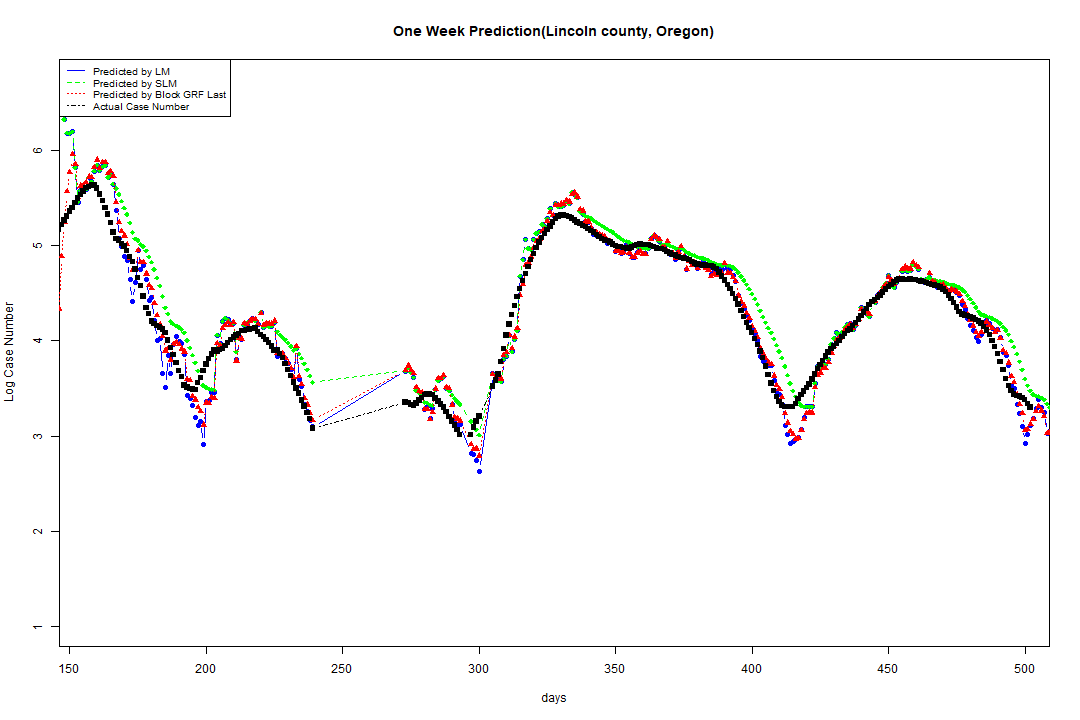 One Week Prediction(Lincoln county, Oregon)
Predicted by LM
Predicted by SLM
Predicted by Block GRF Last
Actual Case Number
Log Case Number
6
5
4
3
2
1
150 200 250 300 350 400 450 500
days